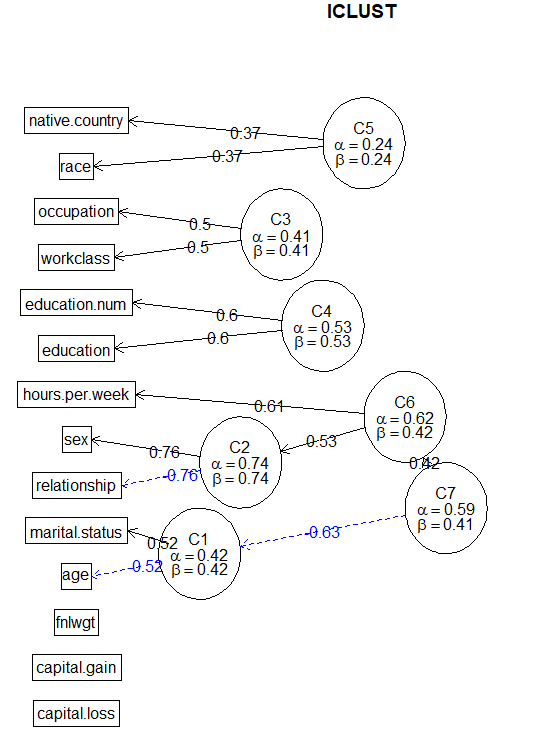 ICLUST
native.country
0.37
C5
α = 0.24
β = 0.24
race
0.37
occupation
0.5
C3
α = 0.41
β = 0.41
workclass
0.5
education.num
0.6
C4
α = 0.53
β = 0.53
education
0.6
hours.per.week
0.61
C6
α = 0.62
β = 0.42
sex
0.76
C2
α = 0.74
β = 0.74
0.53
relationship
-0.76
0.42
C7
α = 0.59
β = 0.41
marital.status
0.52
C1
α = 0.42
β = 0.42
-0.63
age
-0.52
fnlwgt
capital.gain
capital.loss